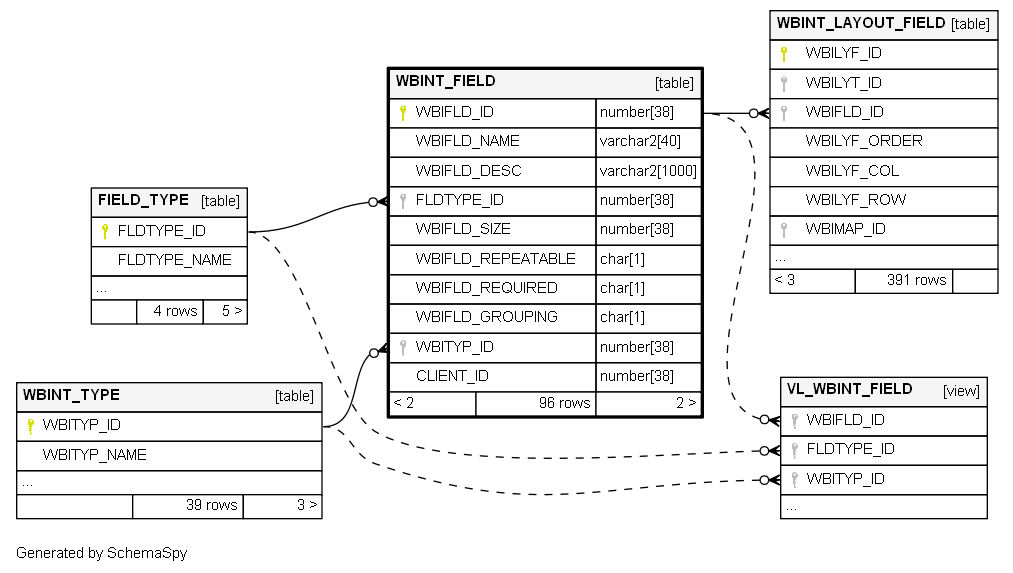 WBINT_LAYOUT_FIELD [table]
WBILYF_ID
WBILYT_ID
WBIFLD_ID
WBILYF_ORDER
WBILYF_COL
WBILYF_ROW
WBIMAP_ID
...
< 3 391 rows
WBINT_FIELD [table]
WBIFLD_ID number[38]
WBIFLD_NAME varchar2[40]
WBIFLD_DESC varchar2[1000]
FLDTYPE_ID number[38]
WBIFLD_SIZE number[38]
WBIFLD_REPEATABLE char[1]
WBIFLD_REQUIRED char[1]
WBIFLD_GROUPING char[1]
WBITYP_ID number[38]
CLIENT_ID number[38]
< 2 96 rows 2 >
FIELD_TYPE [table]
FLDTYPE_ID
FLDTYPE_NAME
...
4 rows 5 >
WBINT_TYPE [table]
WBITYP_ID
WBITYP_NAME
...
39 rows 3 >
VL_WBINT_FIELD [view]
WBIFLD_ID
FLDTYPE_ID
WBITYP_ID
...
Generated by SchemaSpy